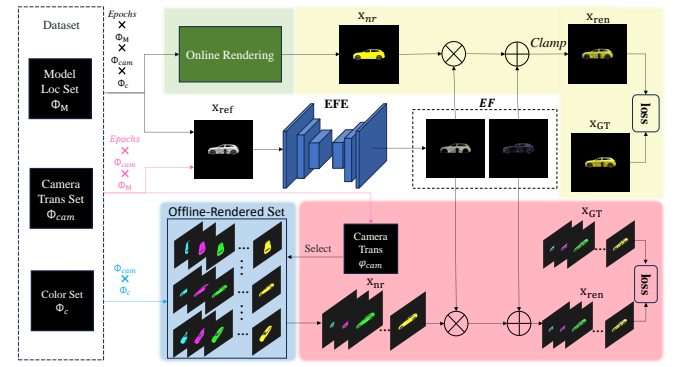 Dataset
Model
Loc Set
Φ_M
Camera
Trans Set
Φ_cam
Color Set
Φ_c
Epochs
×
Φ_M
×
Φ_cam
×
Φ_c
Epochs
×
Φ_cam
×
Φ_M
Φ_cam
×
Φ_c
Online Rendering
x_nr
Clamp
x_ren
loss
x_GT
x_ref
EFE
EF
Offline-Rendered Set
...
...
...
Select
Camera
Trans
φ_cam
x_nr
...
x_GT
...
x_ren
...
loss